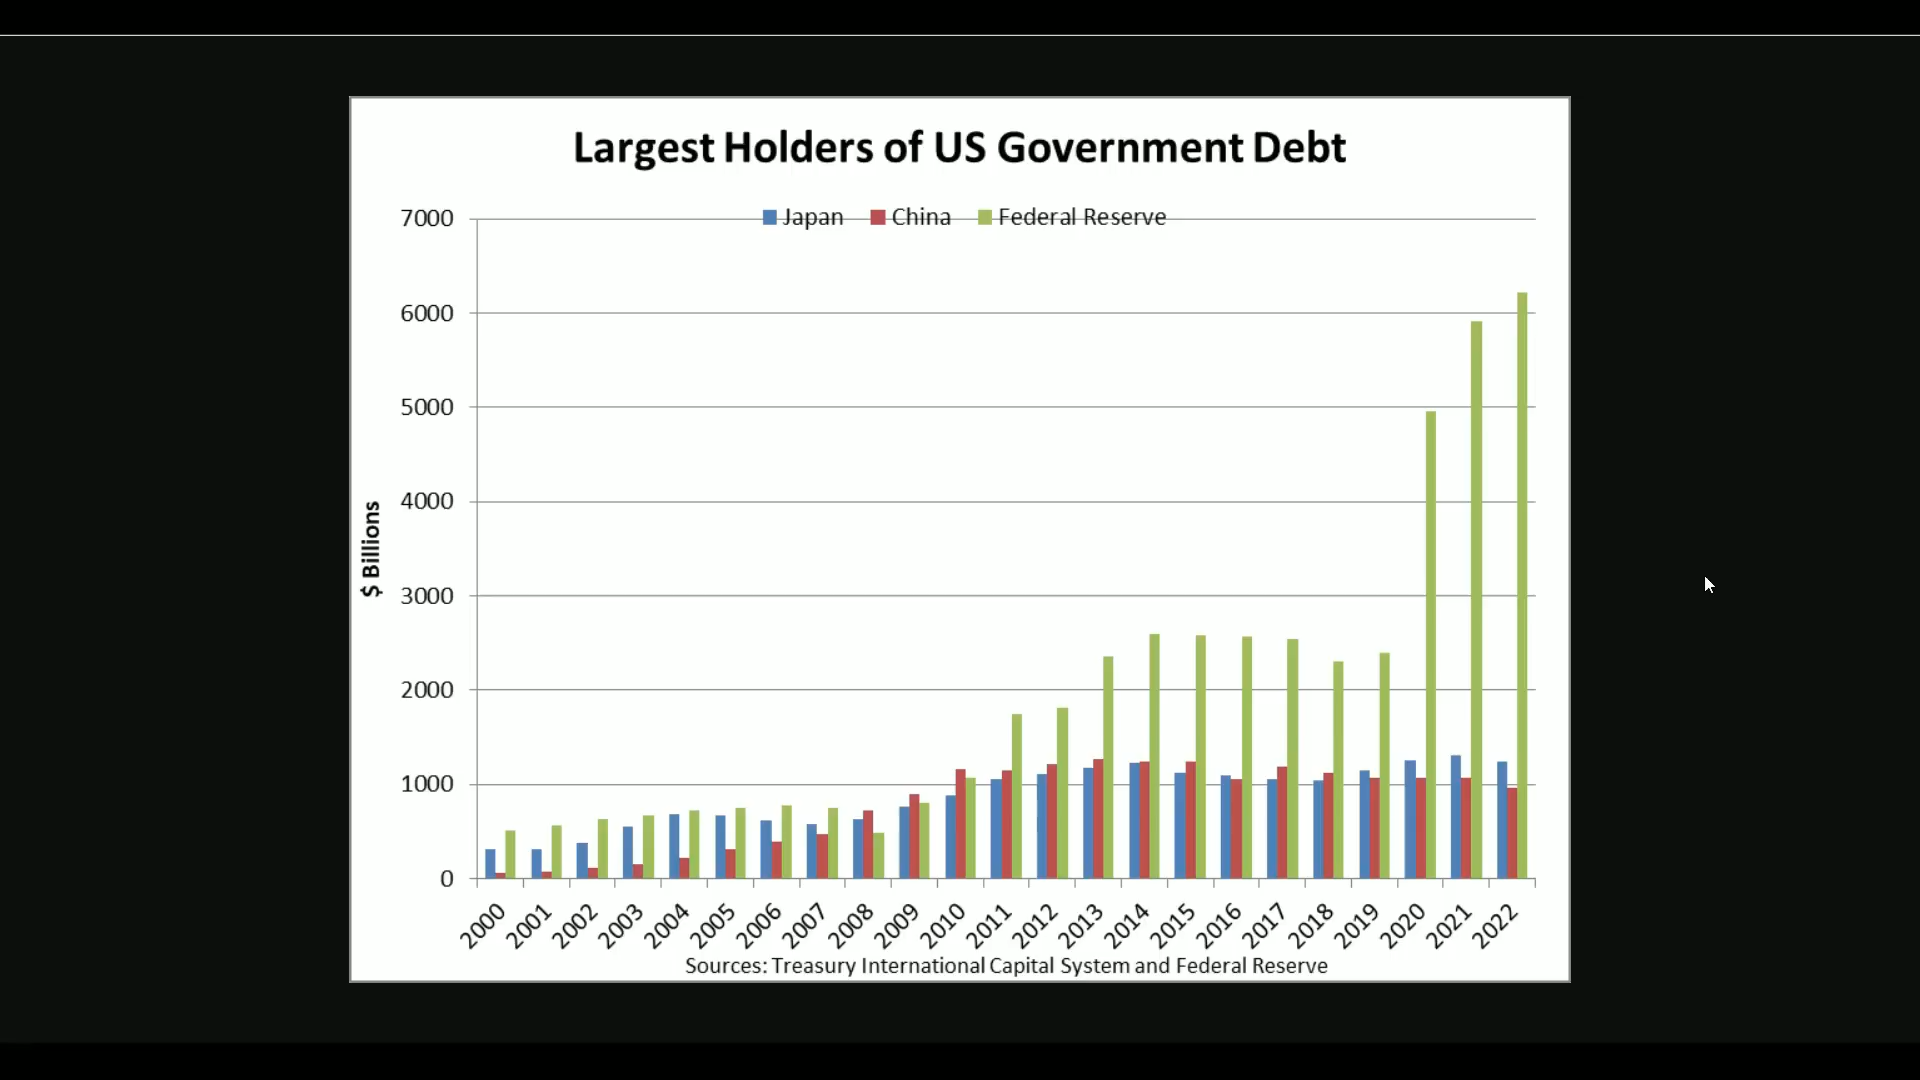 Largest Holders of US Government Debt
Japan China Federal Reserve
7000
6000
5000
4000
3000
2000
1000
0
$ Billions
2000 2001 2002 2003 2004 2005 2006 2007 2008 2009 2010 2011 2012 2013 2014 2015 2016 2017 2018 2019 2020 2021 2022
Sources: Treasury International Capital System and Federal Reserve